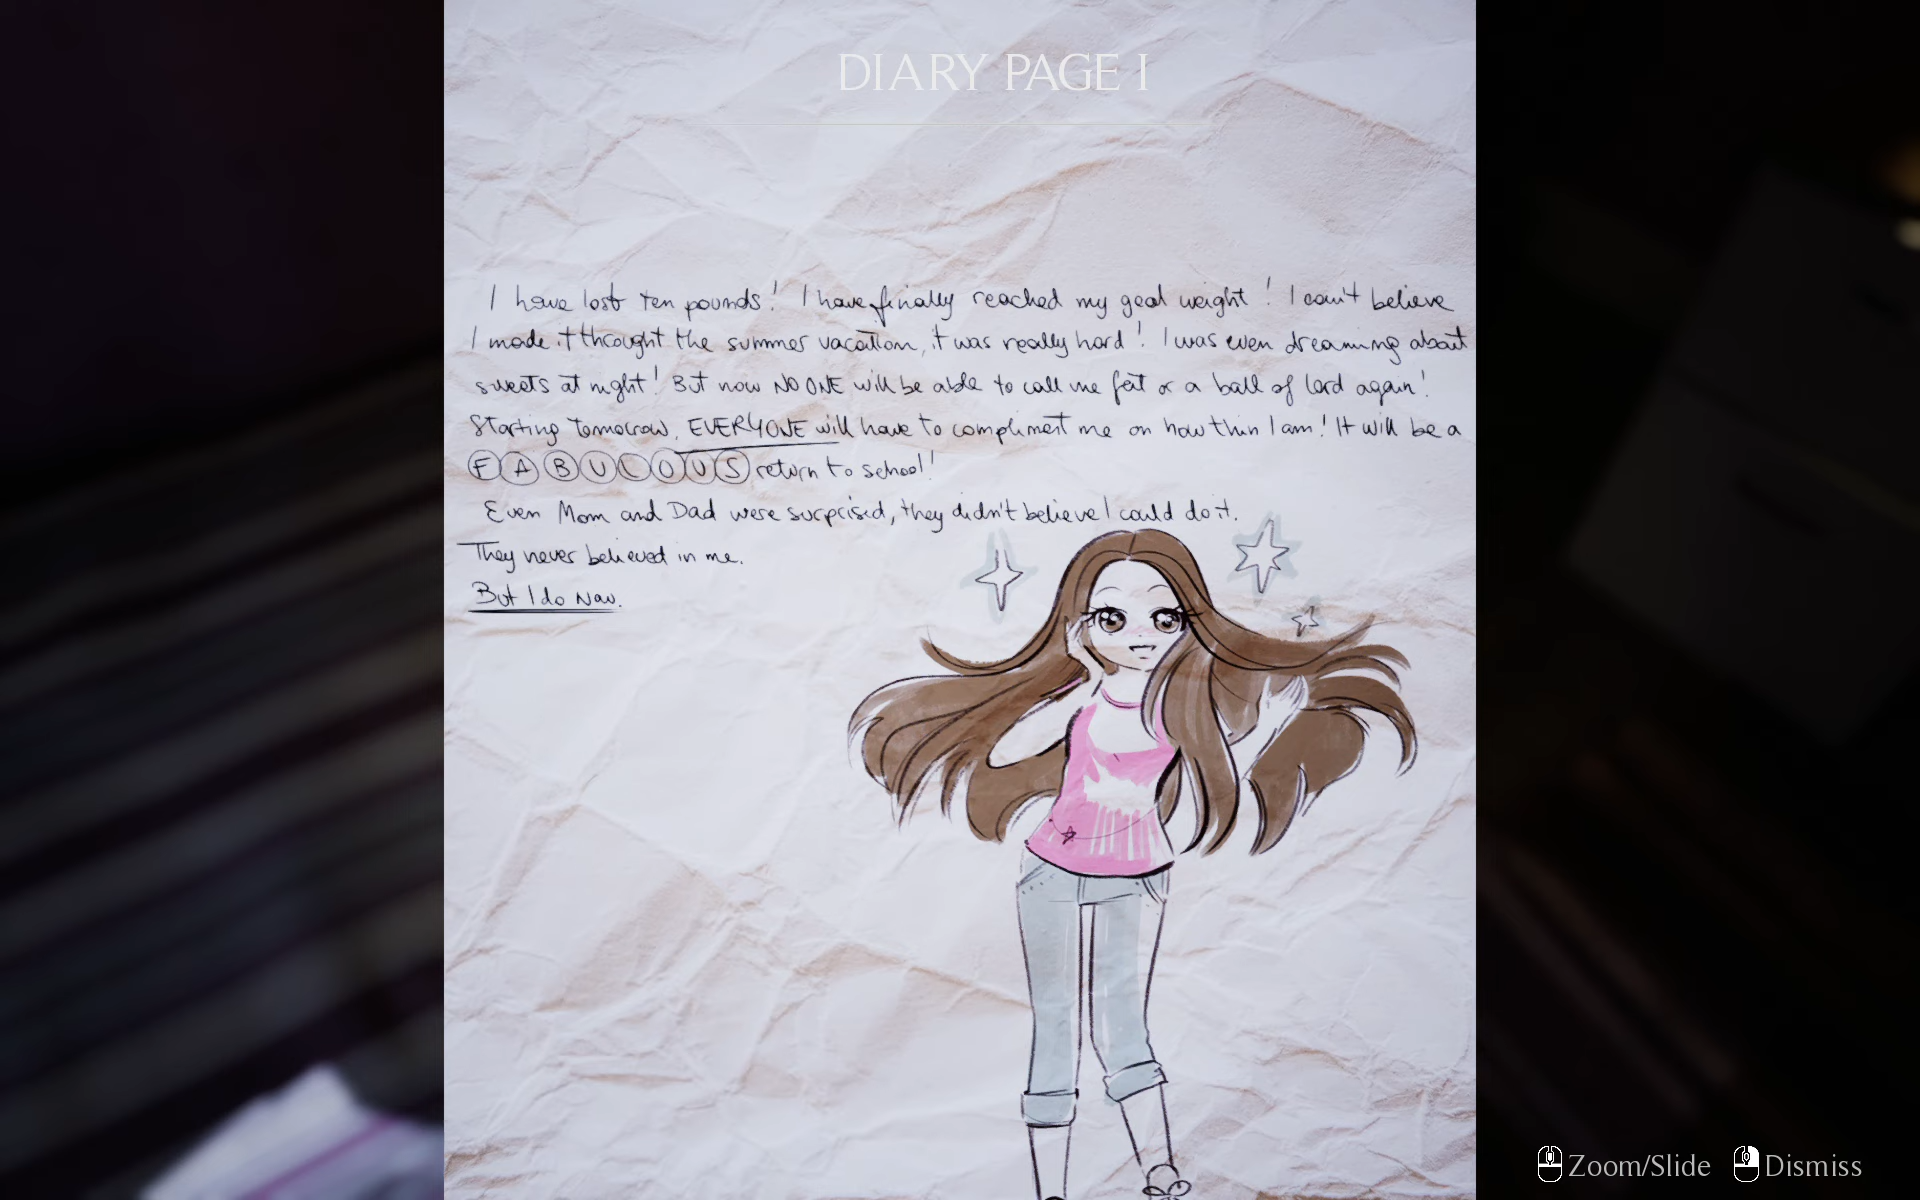 DIARY PAGE I
I have lost ten pounds! I have finally reached my goal weight! I can't believe
I made it throught the summer vacation, it was really hard! I was even dreaming about
sweets at night! But now NO ONE will be able to call me fat or a ball of lard again!
Starting tomorrow, EVERYONE will have to compliment me on how thin I am! It will be a
FABULOUS return to school!
Even Mom and Dad were surprised, they didn't believe I could do it.
They never believed in me.
But I do Now.
Zoom/Slide Dismiss